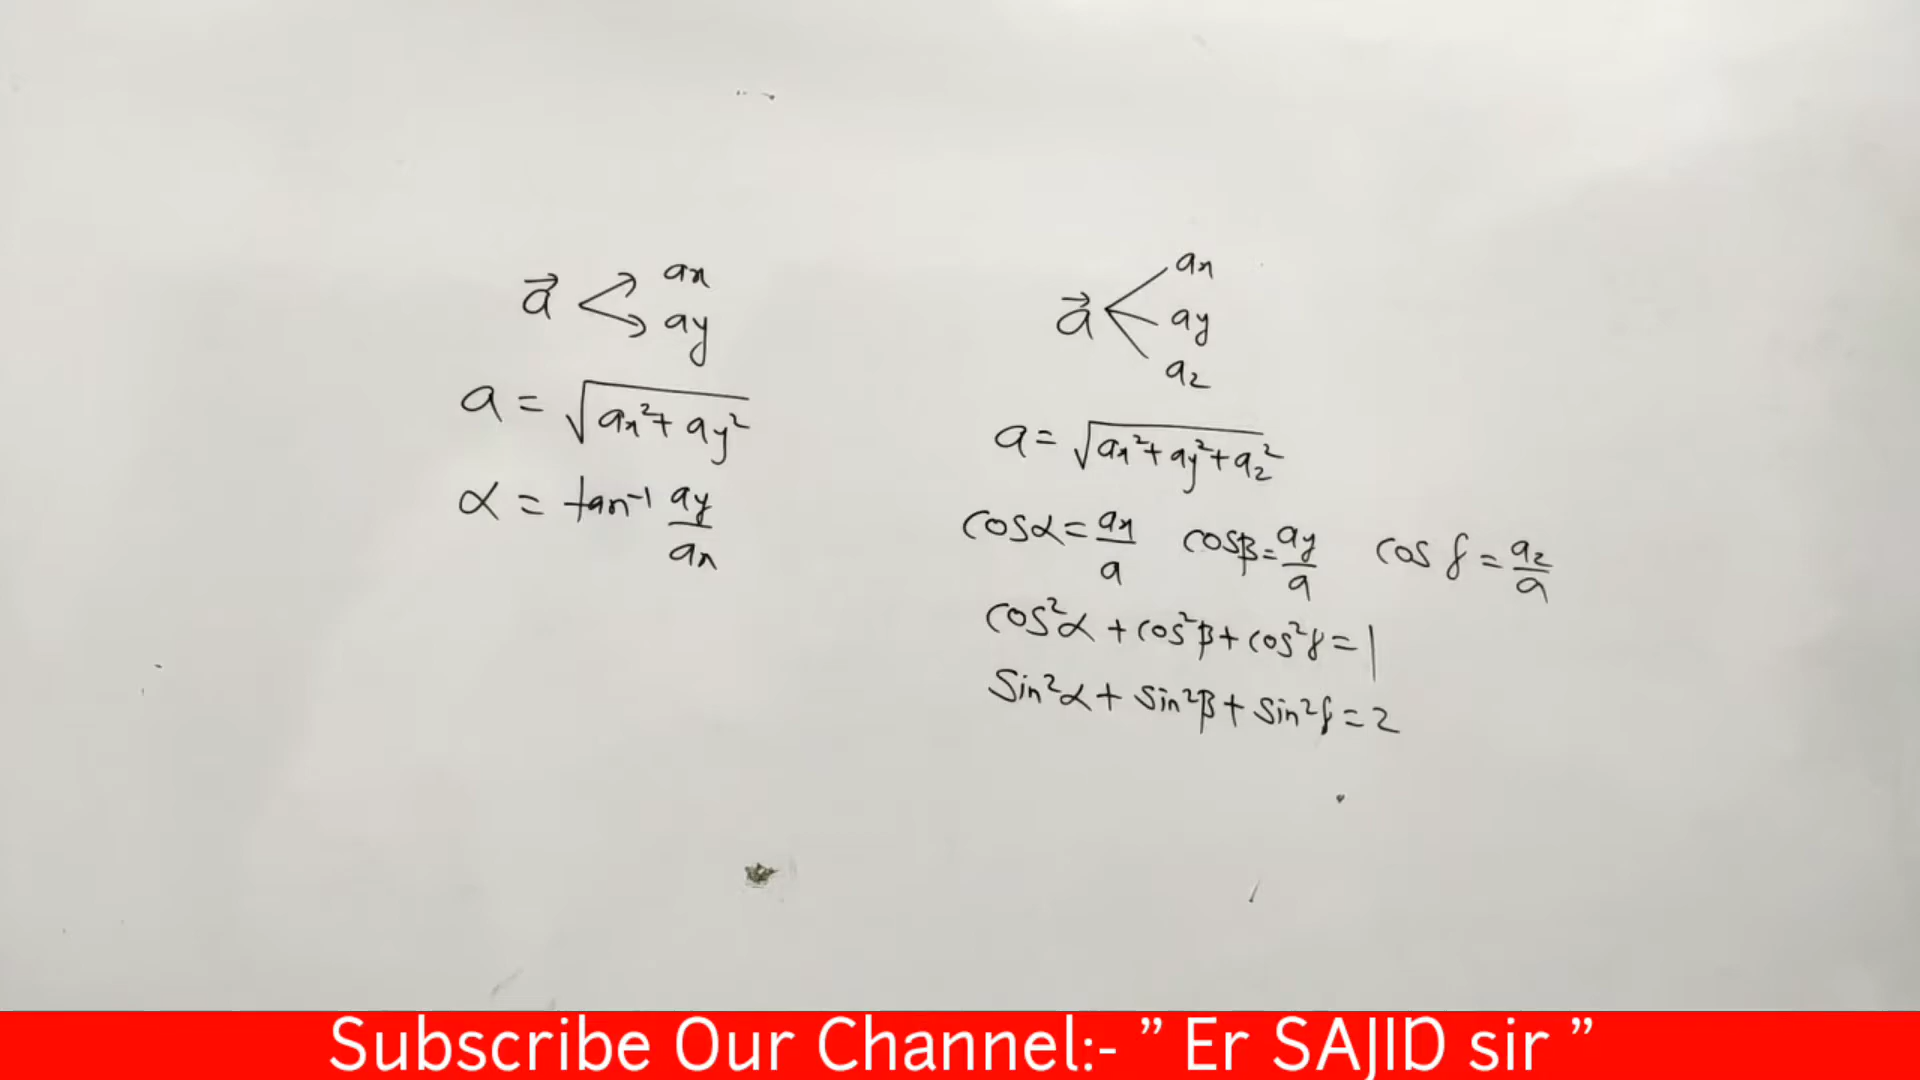 a⃗ < ax
ay
a = √(ax² + ay²)
α = tan⁻¹ ay/ax
a⃗ < ax
ay
az
a = √(ax² + ay² + az²)
cosα = ax/a cosβ = ay/a cos γ = az/a
cos²α + cos²β + cos²γ = 1
Sin²α + Sin²β + Sin²γ = 2
Subscribe Our Channel:- ” Er SAJID sir ”